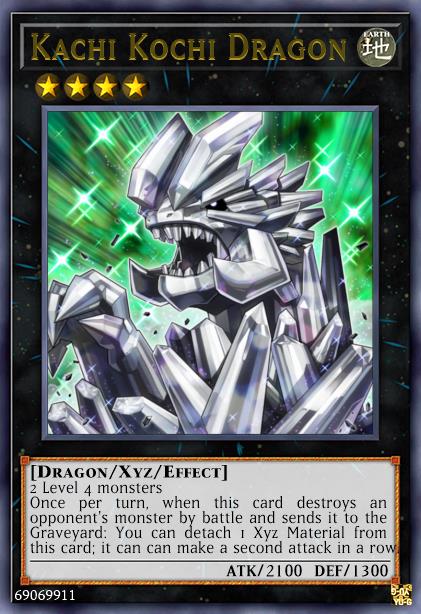 KACHI KOCHI DRAGON
EARTH
地
[DRAGON/XYZ/EFFECT]
2 Level 4 monsters
Once per turn, when this card destroys an
opponent's monster by battle and sends it to the
Graveyard: You can detach 1 Xyz Material from
this card; it can can make a second attack in a row
ATK/2100 DEF/1300
69069911